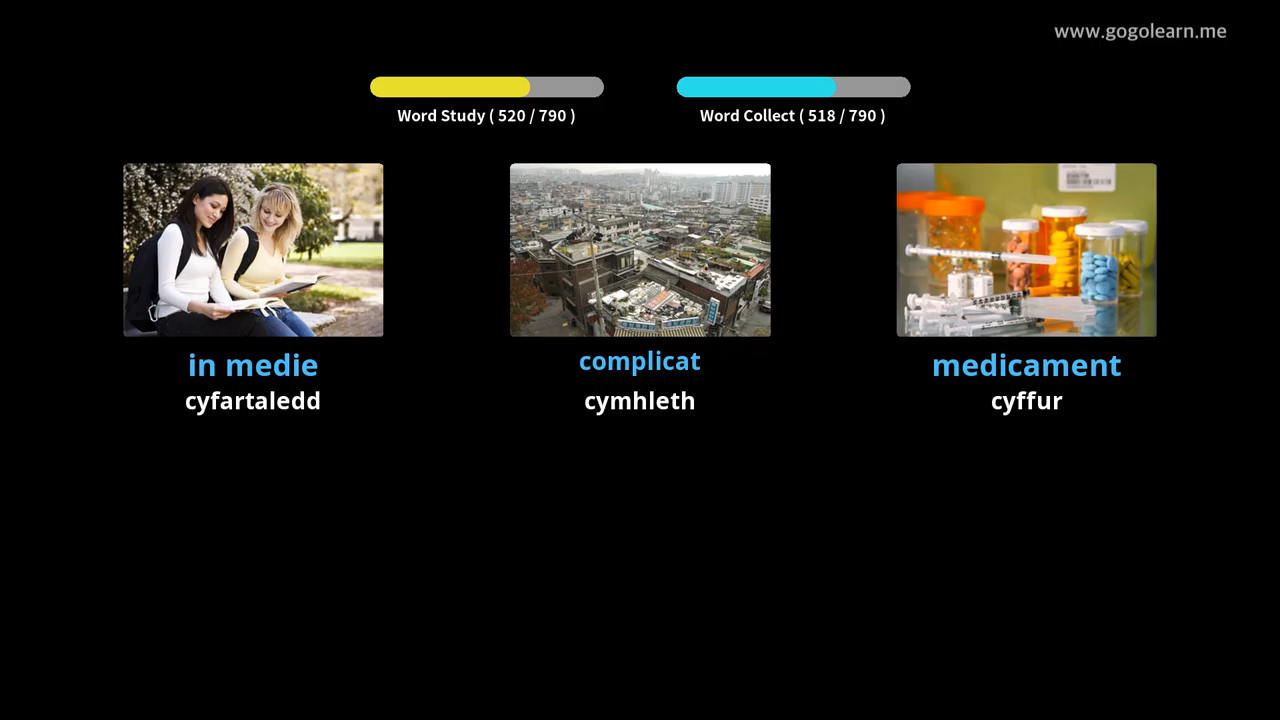 www.gogolearn.me
Word Study ( 520 / 790 )
Word Collect ( 518 / 790 )
in medie
cyfartaledd
complicat
cymhleth
medicament
cyffur